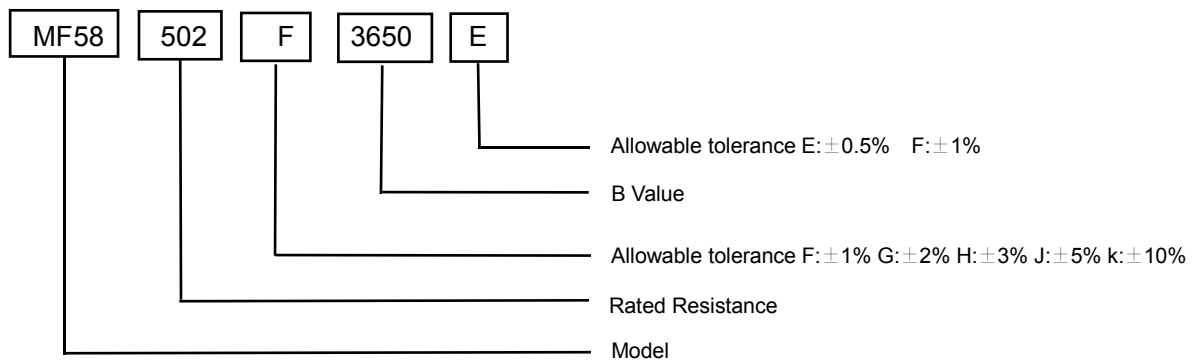 MF58 502 F 3650 E
Allowable tolerance E:±0.5% F:±1%
B Value
Allowable tolerance F:±1% G:±2% H:±3% J:±5% k:±10%
Rated Resistance
Model